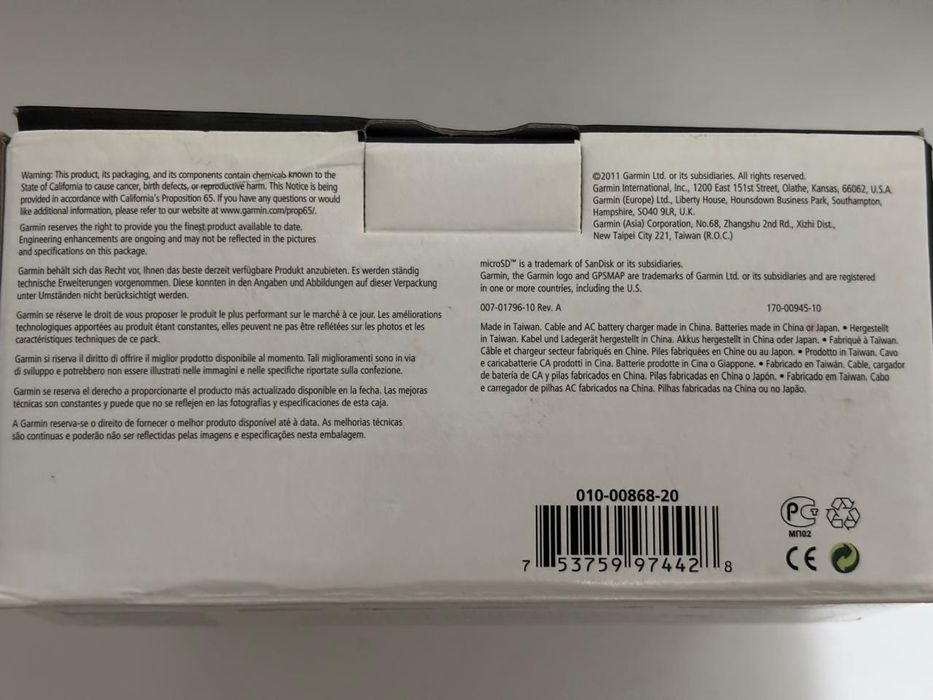 Warning: This product, its packaging, and its components contain chemicals known to the
State of California to cause cancer, birth defects, or reproductive harm. This Notice is being
provided in accordance with California's Proposition 65. If you have any questions or would
like additional information, please refer to our website at www.garmin.com/prop65/.
Garmin reserves the right to provide you the finest product available to date.
Engineering enhancements are ongoing and may not be reflected in the pictures
and specifications on this package.
Garmin behält sich das Recht vor, Ihnen das beste derzeit verfügbare Produkt anzubieten. Es werden ständig
technische Erweiterungen vorgenommen. Diese konnten in den Angaben und Abbildungen auf dieser Verpackung
unter Umständen nicht berücksichtigt werden.
Garmin se réserve le droit de vous proposer le produit le plus performant sur le marché à ce jour. Les améliorations
technologiques apportées au produit étant constantes, elles peuvent ne pas être reflétées sur les photos et les
caractéristiques techniques de ce pack.
Garmin si riserva il diritto di offrire il miglior prodotto disponibile al momento. Tali miglioramenti sono in via
di sviluppo e potrebbero non essere illustrati nelle immagini e nelle specifiche riportate sulla confezione.
Garmin se reserva el derecho a proporcionarte el producto más actualizado disponible en la fecha. Las mejoras
técnicas son constantes y puede que no se reflejen en las fotografías y especificaciones de esta caja.
A Garmin reserva-se o direito de fornecer o melhor produto disponível até à data. As melhorias técnicas
são contínuas e poderão não ser reflectidas pelas imagens e especificações nesta embalagem.
©2011 Garmin Ltd. or its subsidiaries. All rights reserved.
Garmin International, Inc., 1200 East 151st Street, Olathe, Kansas, 66062, U.S.A.
Garmin (Europe) Ltd., Liberty House, Hounsdown Business Park, Southampton,
Hampshire, SO40 9LR, U.K.
Garmin (Asia) Corporation, No.68, Zhangshu 2nd Rd., Xizhi Dist.,
New Taipei City 221, Taiwan (R.O.C.)
microSD™ is a trademark of SanDisk or its subsidiaries.
Garmin, the Garmin logo and GPSMAP are trademarks of Garmin Ltd. or its subsidiaries and are registered
in one or more countries, including the U.S.
007-01796-10 Rev. A 170-00945-10
Made in Taiwan. Cable and AC battery charger made in China. Batteries made in China or Japan. • Hergestellt
in Taiwan. Kabel und Ladegerät hergestellt in China. Akkus hergestellt in China oder Japan. • Fabriqué à Taïwan.
Câble et chargeur secteur fabriqués en Chine. Piles fabriquées en Chine ou au Japon. • Prodotto in Taiwan. Cavo
e caricabatterie CA prodotti in Cina. Batterie prodotte in Cina o Giappone. • Fabricado en Taiwán. Cable, cargador
de batería de CA y pilas fabricados en China. Pilas fabricadas en China o Japón. • Fabricado em Taiwan. Cabo
e carregador de pilhas AC fabricados na China. Pilhas fabricadas na China ou no Japão.
010-00868-20
7 53759 97442 8
МП02
CE